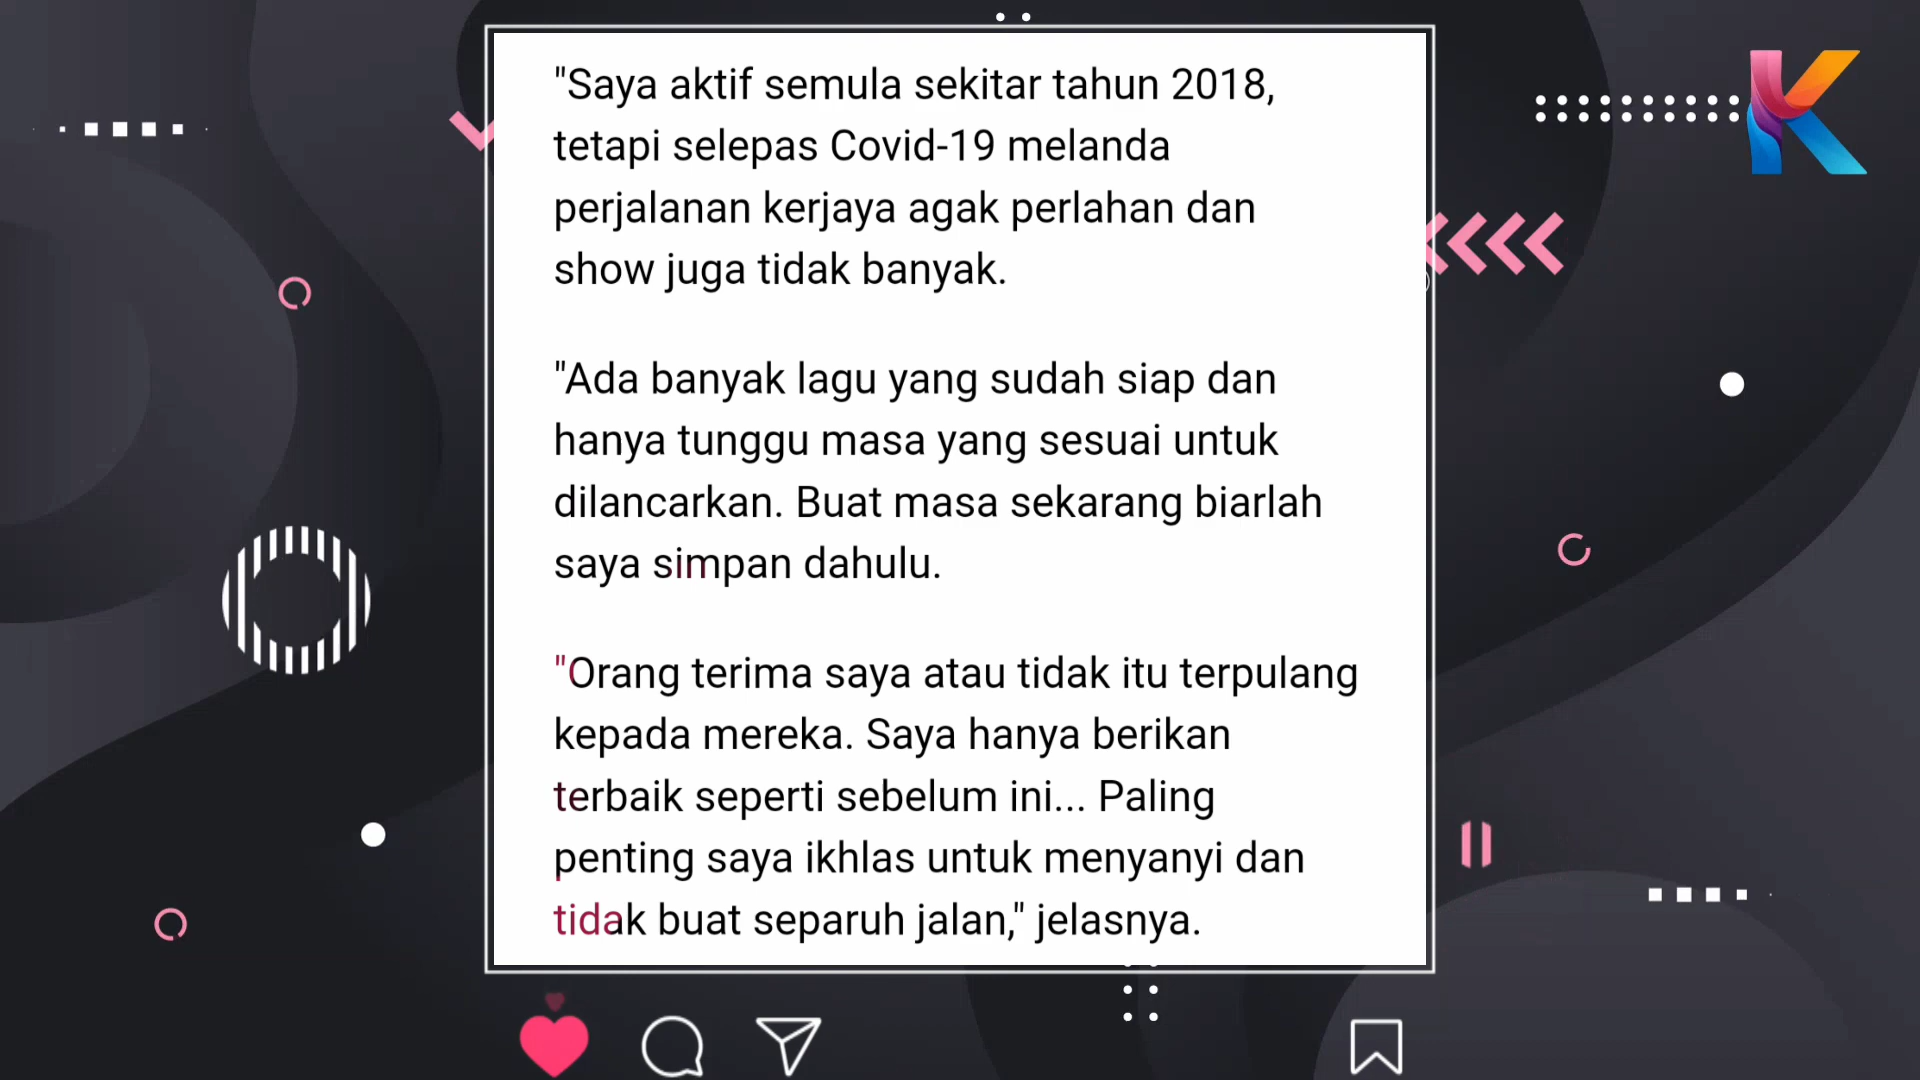 "Saya aktif semula sekitar tahun 2018,
tetapi selepas Covid-19 melanda
perjalanan kerjaya agak perlahan dan
show juga tidak banyak.
"Ada banyak lagu yang sudah siap dan
hanya tunggu masa yang sesuai untuk
dilancarkan. Buat masa sekarang biarlah
saya simpan dahulu.
"Orang terima saya atau tidak itu terpulang
kepada mereka. Saya hanya berikan
terbaik seperti sebelum ini... Paling
penting saya ikhlas untuk menyanyi dan
tidak buat separuh jalan," jelasnya.
K